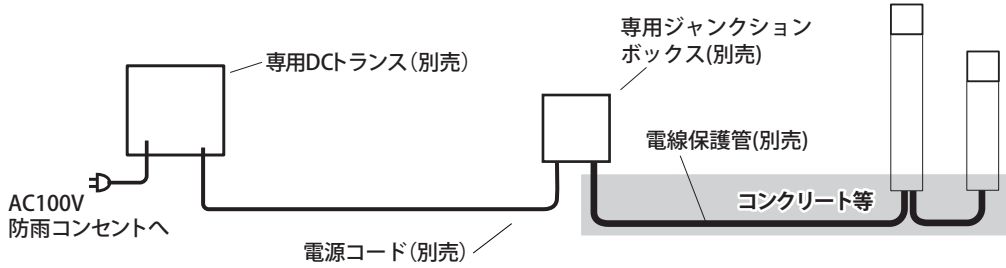 専用ジャンクション
ボックス(別売)
専用DCトランス（別売）
電線保護管(別売)
AC100V
防雨コンセントへ
コンクリート等
電源コード（別売）